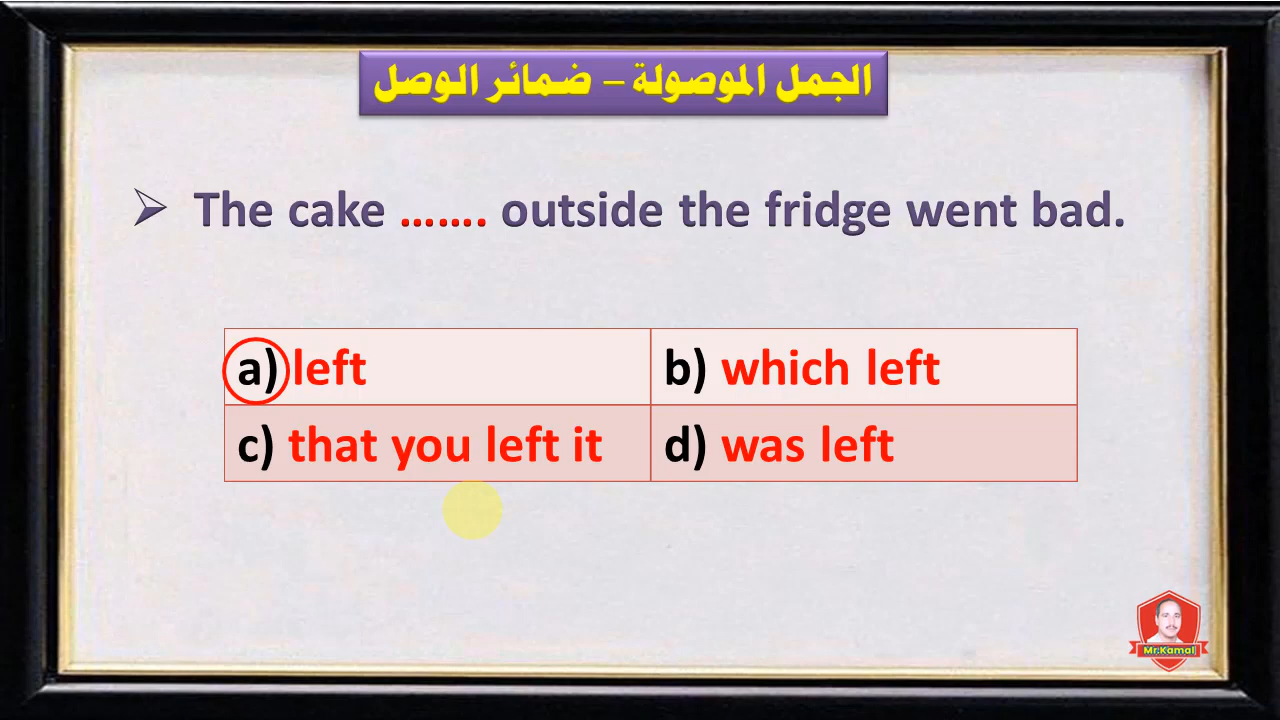 الجمل الموصولة – ضمائر الوصل
➢ The cake ....... outside the fridge went bad.
a) left
b) which left
c) that you left it
d) was left
Mr.Kamal